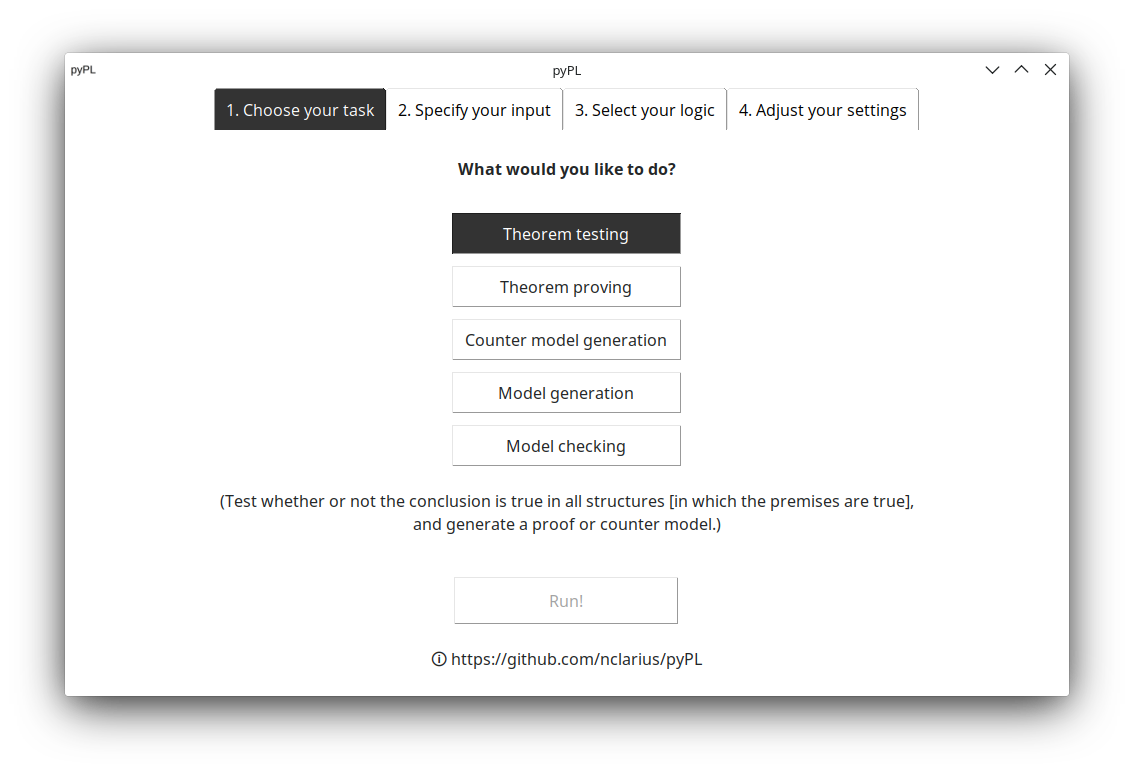 pyPL
pyPL
1. Choose your task
2. Specify your input
3. Select your logic
4. Adjust your settings
What would you like to do?
Theorem testing
Theorem proving
Counter model generation
Model generation
Model checking
(Test whether or not the conclusion is true in all structures [in which the premises are true],
and generate a proof or counter model.)
Run!
https://github.com/nclarius/pyPL